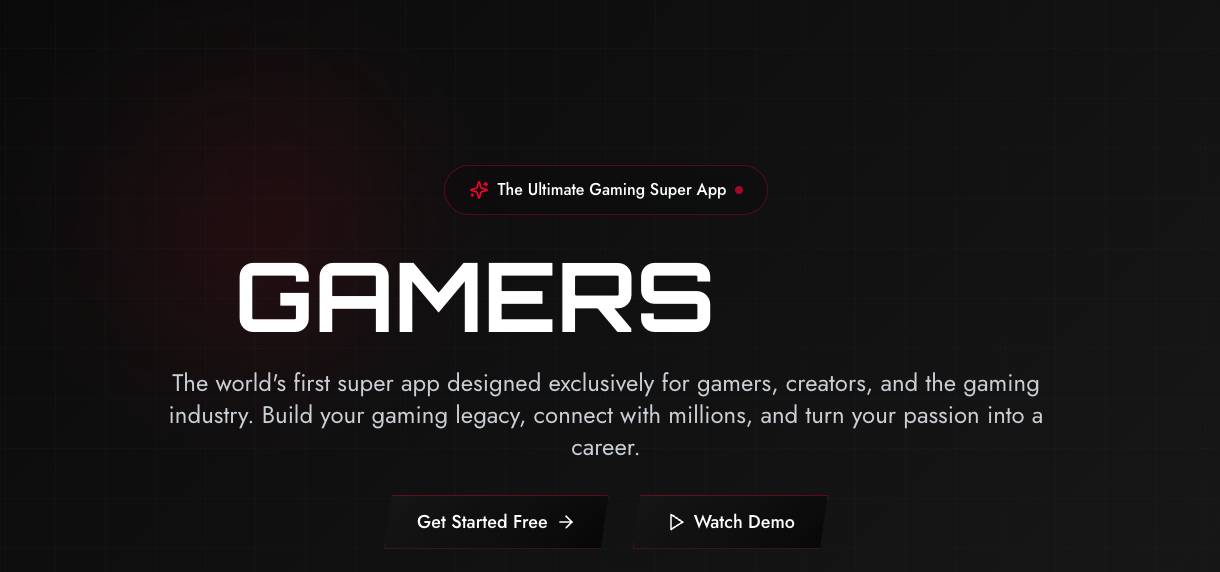 The Ultimate Gaming Super App
GAMERS
The world's first super app designed exclusively for gamers, creators, and the gaming
industry. Build your gaming legacy, connect with millions, and turn your passion into a
career.
Get Started Free
Watch Demo